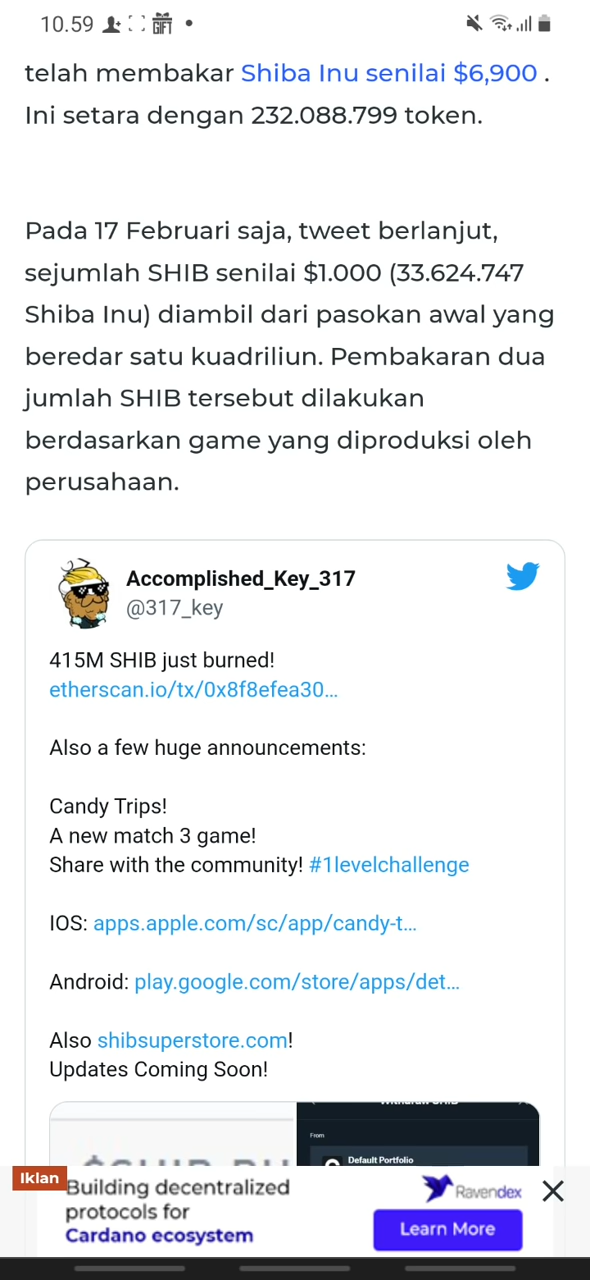 10.59
GIFT
telah membakar Shiba Inu senilai $6,900 .
Ini setara dengan 232.088.799 token.
Pada 17 Februari saja, tweet berlanjut,
sejumlah SHIB senilai $1.000 (33.624.747
Shiba Inu) diambil dari pasokan awal yang
beredar satu kuadriliun. Pembakaran dua
jumlah SHIB tersebut dilakukan
berdasarkan game yang diproduksi oleh
perusahaan.
Accomplished_Key_317
@317_key
415M SHIB just burned!
etherscan.io/tx/0x8f8efea30…
Also a few huge announcements:
Candy Trips!
A new match 3 game!
Share with the community! #1levelchallenge
IOS: apps.apple.com/sc/app/candy-t…
Android: play.google.com/store/apps/det…
Also shibsuperstore.com!
Updates Coming Soon!
From
Default Portfolio
Iklan
Building decentralized
protocols for
Cardano ecosystem
Ravendex
Learn More